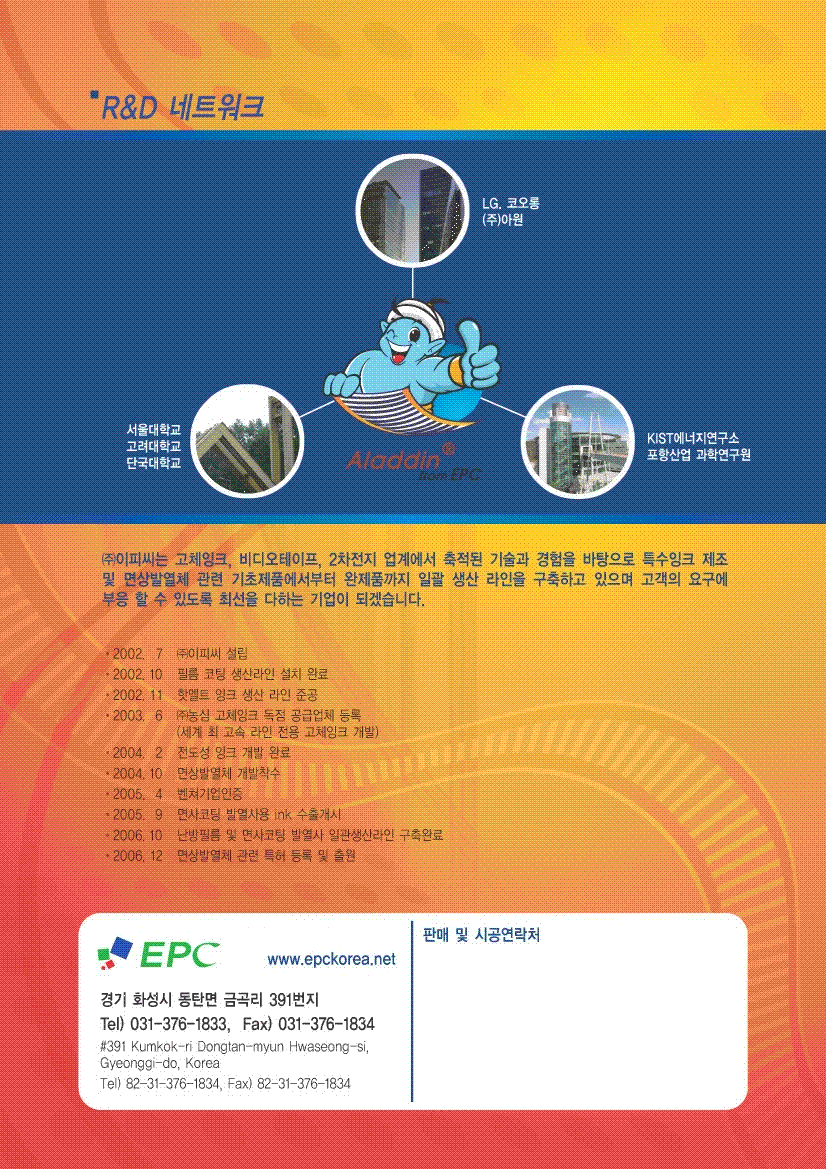 R&D 네트워크
LG, 코오롱
(주)아원
서울대학교
고려대학교
단국대학교
KIST에너지연구소
포항산업 과학연구원
Aladdin®
from EPC
㈜이피씨는 고체잉크, 비디오테이프, 2차전지 업계에서 축적된 기술과 경험을 바탕으로 특수잉크 제조
및 면상발열체 관련 기초제품에서부터 완제품까지 일괄 생산 라인을 구축하고 있으며 고객의 요구에
부응 할 수 있도록 최선을 다하는 기업이 되겠습니다.
· 2002. 7 ㈜이피씨 설립
· 2002. 10 필름 코팅 생산라인 설치 완료
· 2002. 11 핫멜트 잉크 생산 라인 준공
· 2003. 6 ㈜농심 고체잉크 독점 공급업체 등록
(세계 최 고속 라인 전용 고체잉크 개발)
· 2004. 2 전도성 잉크 개발 완료
· 2004. 10 면상발열체 개발착수
· 2005. 4 벤쳐기업인증
· 2005. 9 면사코팅 발열사용 ink 수출개시
· 2006. 10 난방필름 및 면사코팅 발열사 일관생산라인 구축완료
· 2006. 12 면상발열체 관련 특허 등록 및 출원
EPC www.epckorea.net
경기 화성시 동탄면 금곡리 391번지
Tel) 031-376-1833, Fax) 031-376-1834
#391 Kumkok-ri Dongtan-myun Hwaseong-si,
Gyeonggi-do, Korea
Tel) 82-31-376-1834, Fax) 82-31-376-1834
판매 및 시공연락처